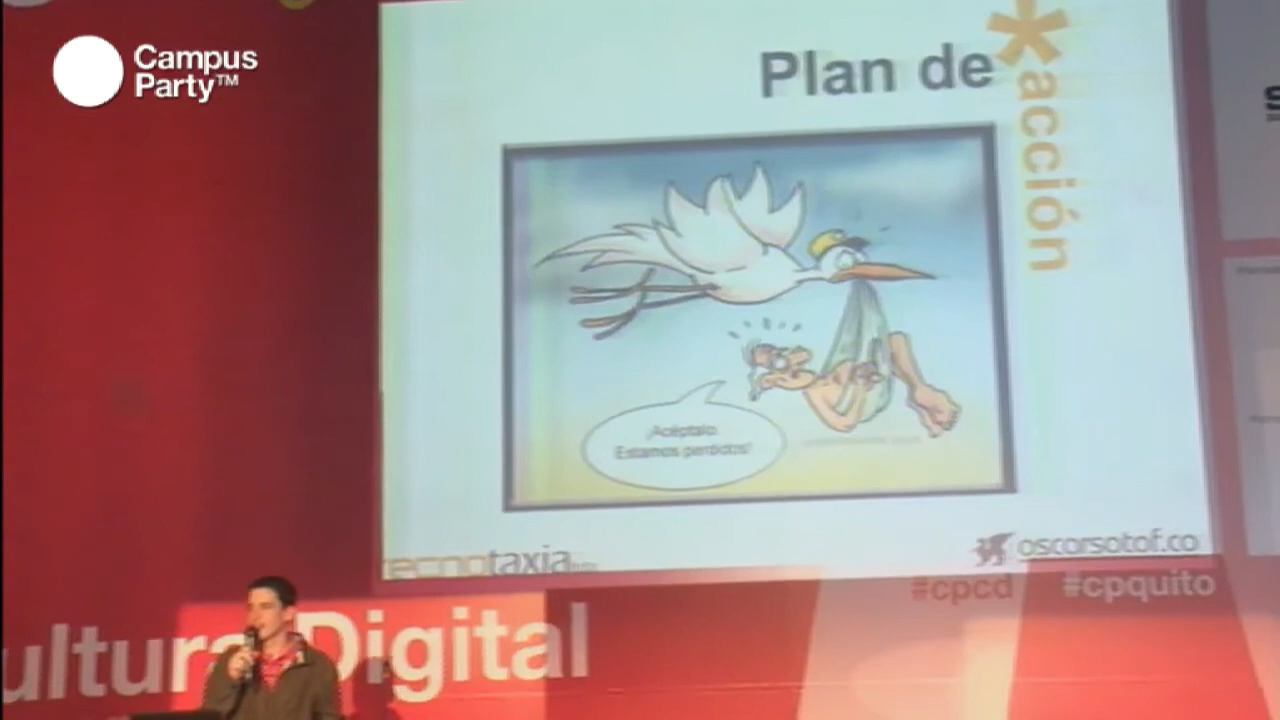 Campus
Party™
Plan de
*acción
¡Acéptalo
Estamos perdidos!
tecnotaxia
oscarsotof.co
#cpcd #cpquito
ultura Digital